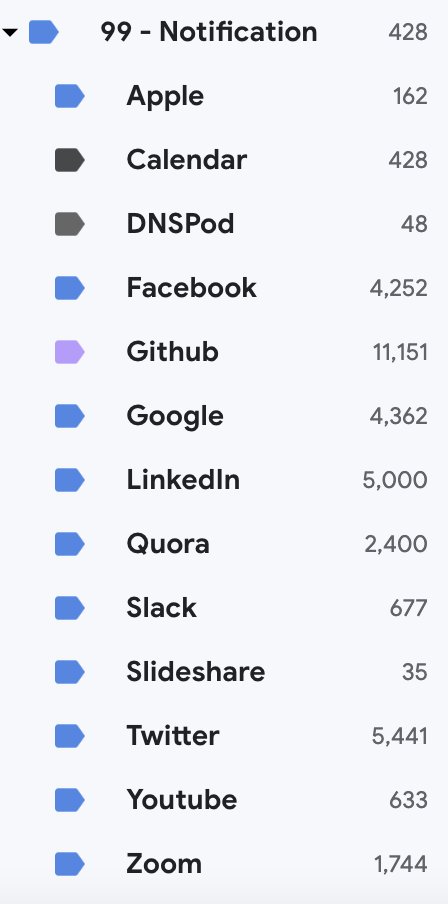 99 - Notification 428
Apple 162
Calendar 428
DNSPod 48
Facebook 4,252
Github 11,151
Google 4,362
LinkedIn 5,000
Quora 2,400
Slack 677
Slideshare 35
Twitter 5,441
Youtube 633
Zoom 1,744